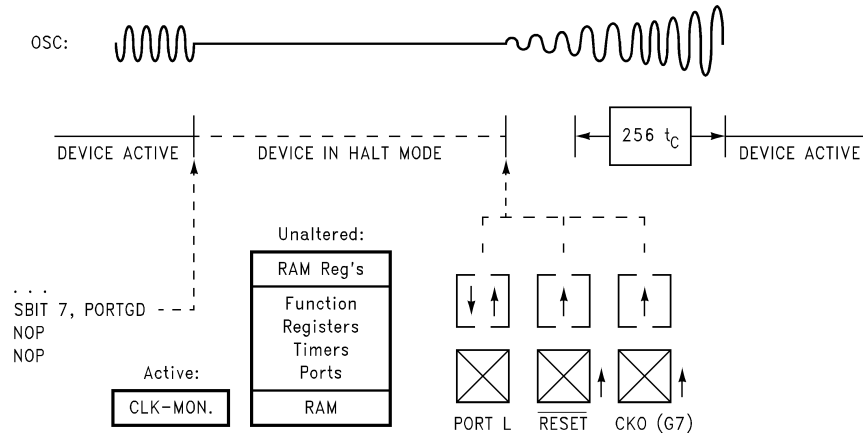 OSC:
256 tC
DEVICE ACTIVE
DEVICE IN HALT MODE
DEVICE ACTIVE
Unaltered:
RAM Reg's
Function
Registers
Timers
Ports
RAM
. . .
SBIT 7, PORTGD
NOP
NOP
Active:
CLK-MON.
PORT L
RESET
CKO (G7)